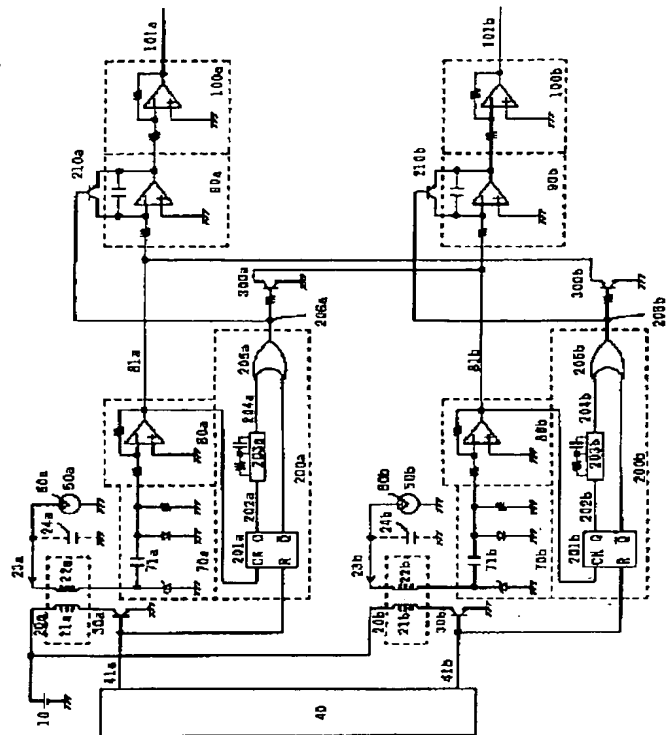 101a
100a
210a
90a
300a
206a
81a
80a
205a
204a
203a
202a
200a
201a
CK
Q
R
Q̅
60a
50a
24a
23a
22a
20a
21a
71a
70a
30a
41a
10
40
101b
100b
210b
90b
300b
206b
81b
80b
205b
204b
203b
202b
200b
201b
CK
Q
R
Q̅
60b
50b
24b
23b
22b
20b
21b
71b
70b
30b
41b